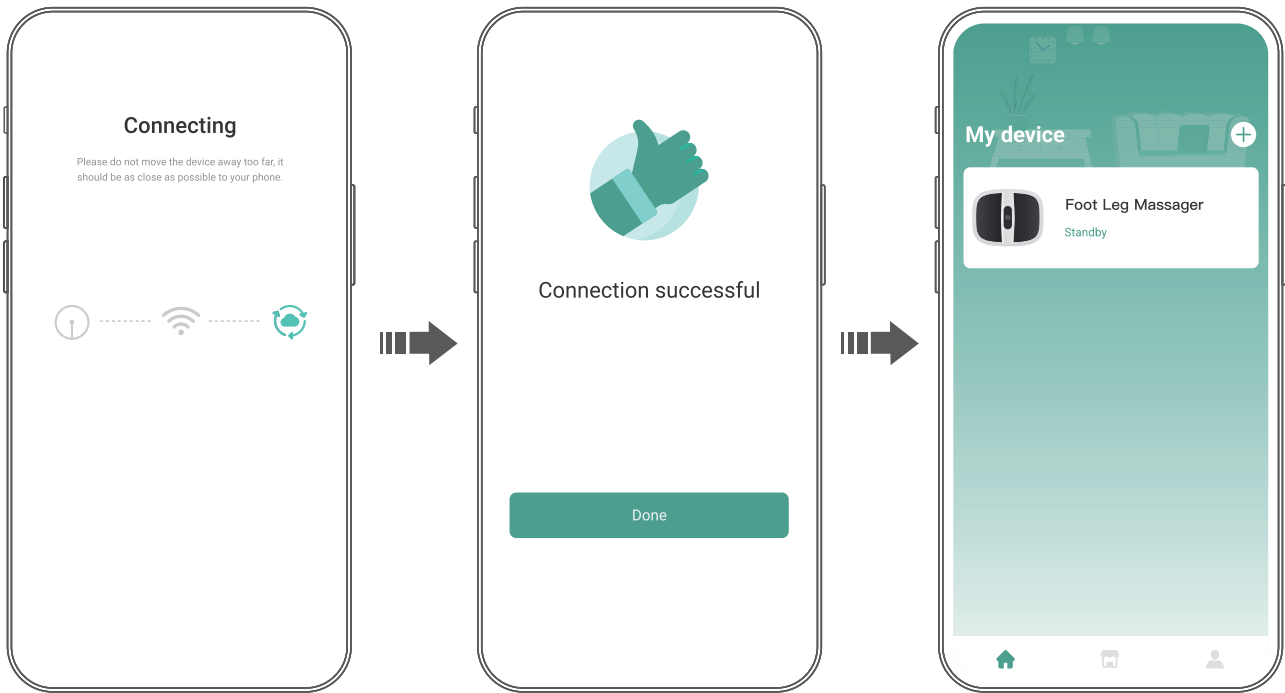 Connecting
Please do not move the device away too far, it
should be as close as possible to your phone.
Connection successful
Done
My device
Foot Leg Massager
Standby